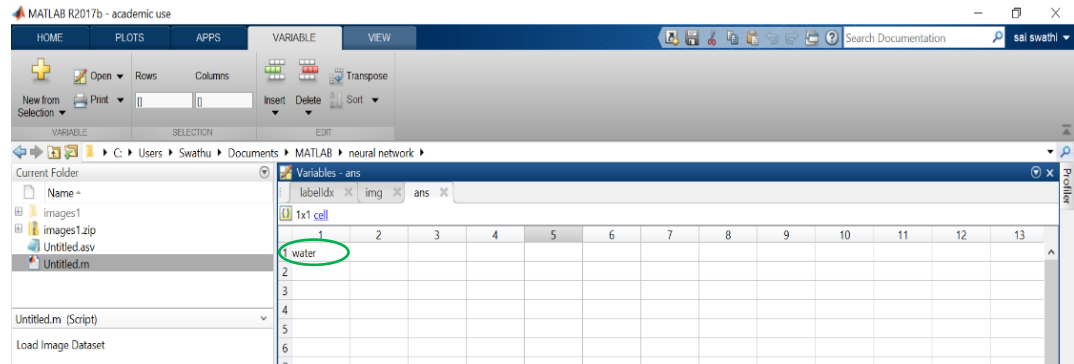 MATLAB R2017b - academic use
HOME PLOTS APPS VARIABLE VIEW
Search Documentation
sai swathi
New from Selection
Open
Print
Rows
Columns
[]
[]
Insert
Delete
Transpose
Sort
VARIABLE SELECTION EDIT
C: Users Swathu Documents MATLAB neural network
Current Folder
Name
images1
images1.zip
Untitled.asv
Untitled.m
Untitled.m (Script)
Load Image Dataset
Variables - ans
labelIdx img ans
{} 1x1 cell
1 2 3 4 5 6 7 8 9 10 11 12 13
1 water
2
3
4
5
6
Profiler